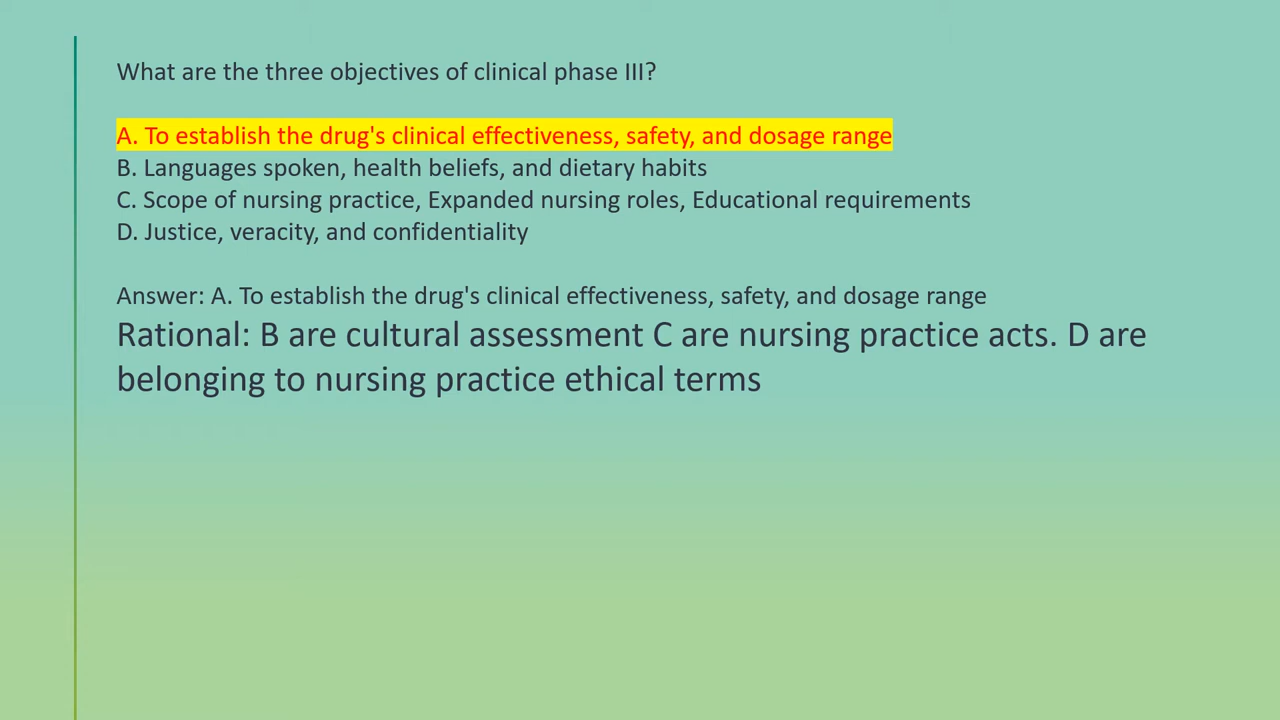 What are the three objectives of clinical phase III?
A. To establish the drug's clinical effectiveness, safety, and dosage range
B. Languages spoken, health beliefs, and dietary habits
C. Scope of nursing practice, Expanded nursing roles, Educational requirements
D. Justice, veracity, and confidentiality
Answer: A. To establish the drug's clinical effectiveness, safety, and dosage range
Rational: B are cultural assessment C are nursing practice acts. D are
belonging to nursing practice ethical terms